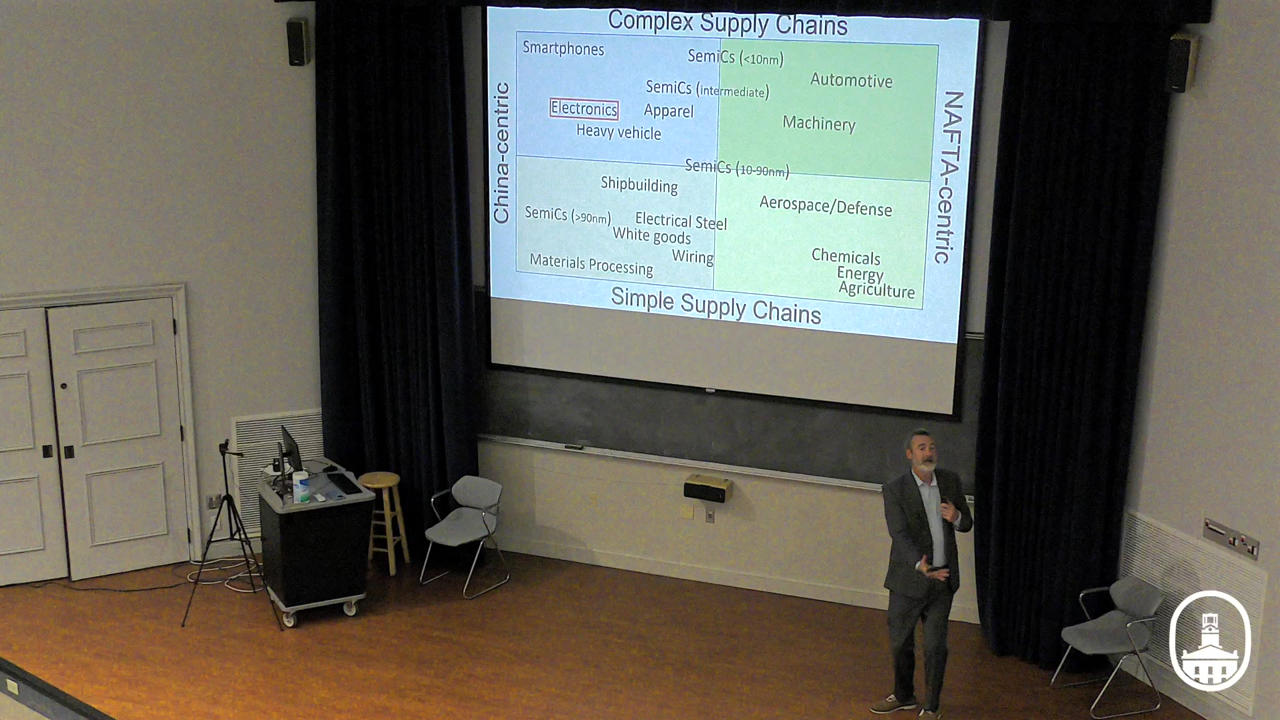 Complex Supply Chains
Smartphones
SemiCs (<10nm)
Automotive
SemiCs (intermediate)
Electronics
Apparel
Machinery
Heavy vehicle
China-centric
NAFTA-centric
SemiCs (10-90nm)
Shipbuilding
Aerospace/Defense
SemiCs (>90nm)
Electrical Steel
White goods
Wiring
Chemicals
Materials Processing
Energy
Agriculture
Simple Supply Chains